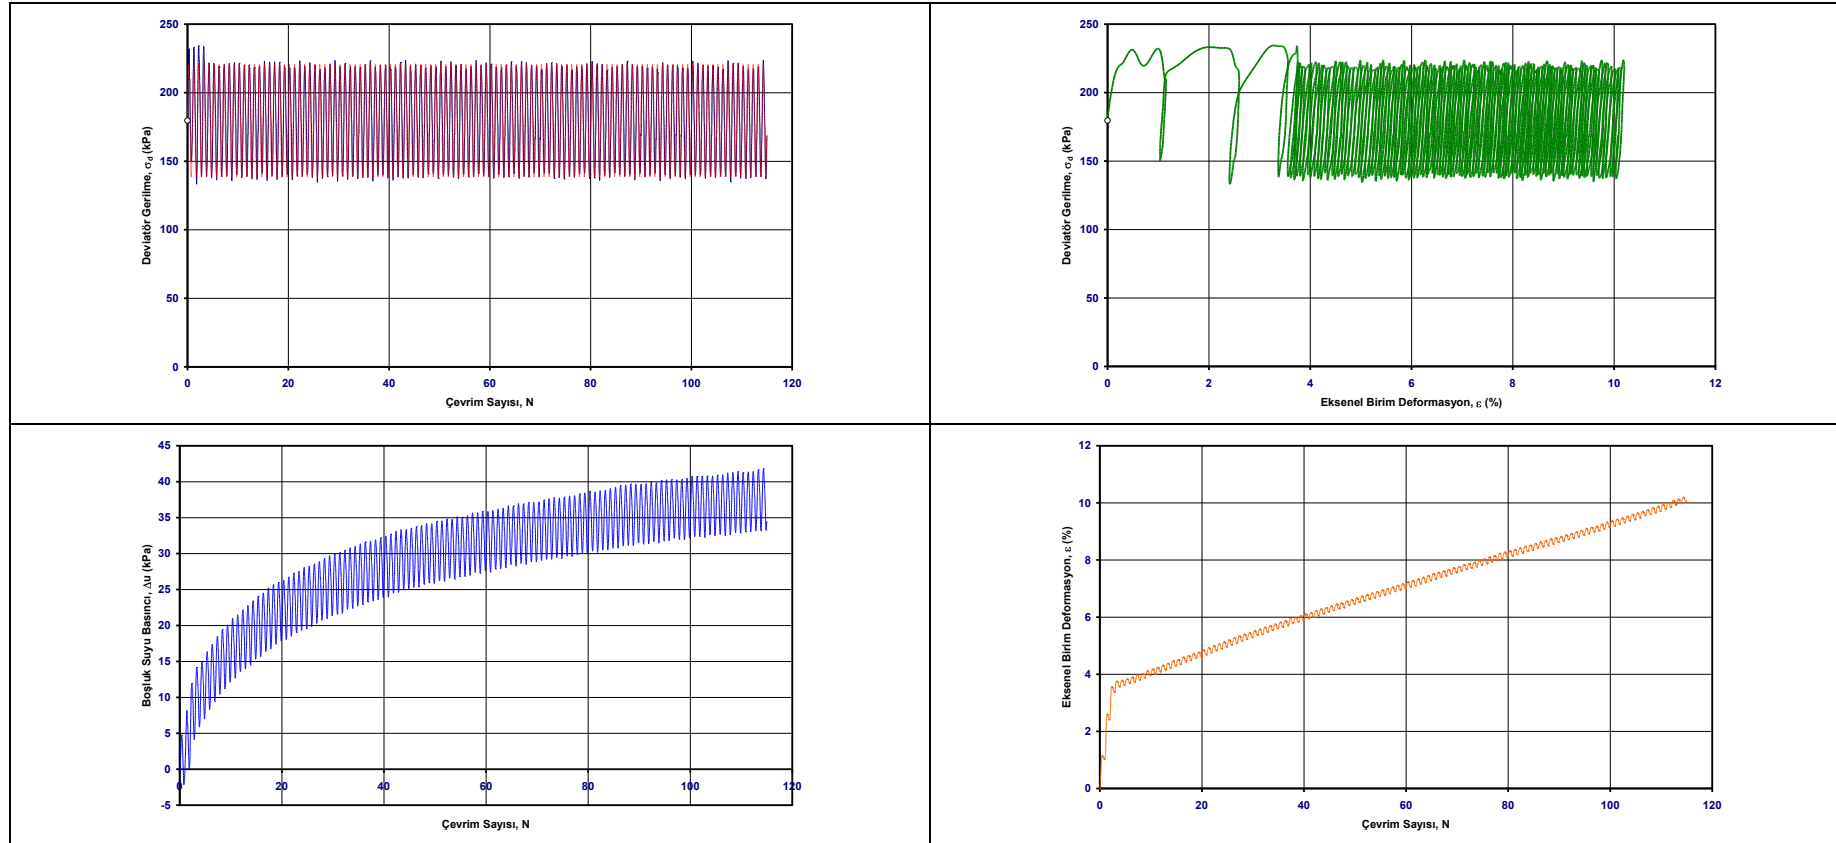 250
200
150
100
50
0
0 20 40 60 80 100 120
Deviatör Gerilme, σd (kPa)
Çevrim Sayısı, N
250
200
150
100
50
0
0 2 4 6 8 10 12
Deviatör Gerilme, σd (kPa)
Eksenel Birim Deformasyon, ε (%)
45
40
35
30
25
20
15
10
5
0
-5
0 20 40 60 80 100 120
Boşluk Suyu Basıncı, Δu (kPa)
Çevrim Sayısı, N
12
10
8
6
4
2
0
0 20 40 60 80 100 120
Eksenel Birim Deformasyon, ε (%)
Çevrim Sayısı, N